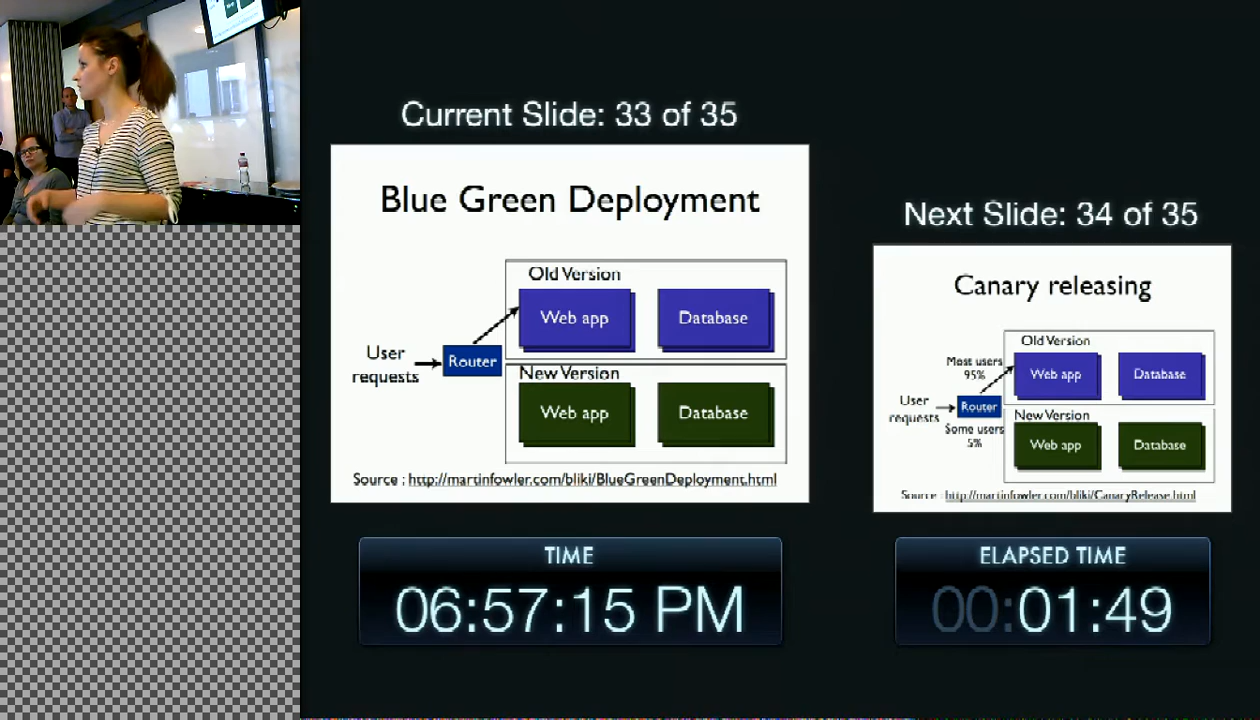 Current Slide: 33 of 35
Blue Green Deployment
Old Version
Web app
Database
User
requests
Router
New Version
Web app
Database
Source : http://martinfowler.com/bliki/BlueGreenDeployment.html
Next Slide: 34 of 35
Canary releasing
Old Version
Most users
95%
Web app
Database
User
requests
Router
New Version
Some users
5%
Web app
Database
Source : http://martinfowler.com/bliki/CanaryRelease.html
TIME
06:57:15 PM
ELAPSED TIME
00:01:49